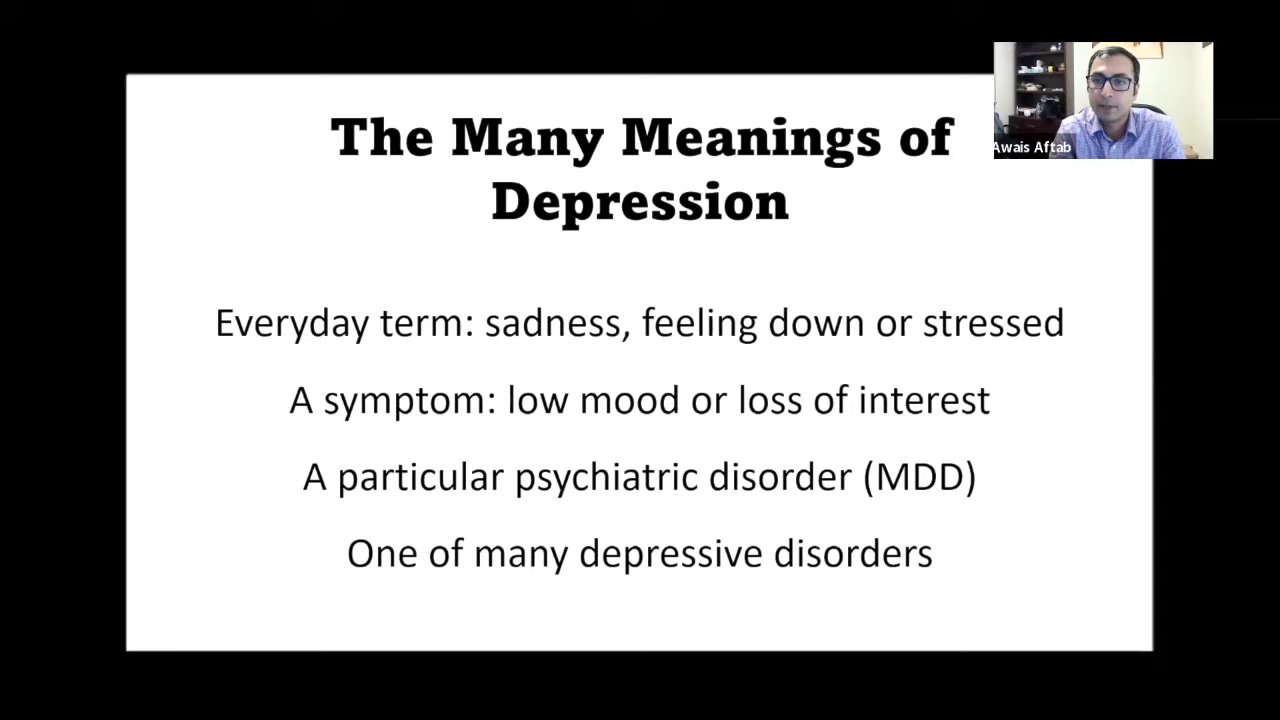 The Many Meanings of
Depression
Awais Aftab
Everyday term: sadness, feeling down or stressed
A symptom: low mood or loss of interest
A particular psychiatric disorder (MDD)
One of many depressive disorders